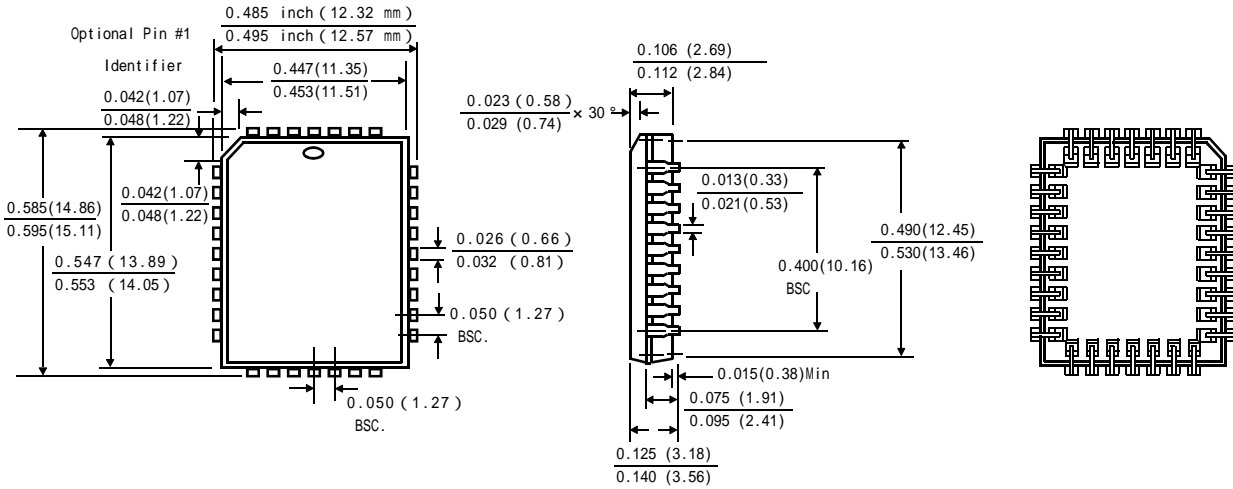 Optional Pin #1
Identifier
0.485 inch ( 12.32 mm )
0.495 inch ( 12.57 mm )
0.447(11.35)
0.453(11.51)
0.042(1.07)
0.048(1.22)
0.042(1.07)
0.048(1.22)
0.585(14.86)
0.595(15.11)
0.547 ( 13.89 )
0.553 ( 14.05 )
0.026 ( 0.66 )
0.032 ( 0.81 )
0.050 ( 1.27 )
BSC.
0.050 ( 1.27 )
BSC.
0.106 (2.69)
0.112 (2.84)
0.023 ( 0.58 )
0.029 (0.74)
× 30 °
0.013(0.33)
0.021(0.53)
0.400(10.16)
BSC
0.490(12.45)
0.530(13.46)
0.015(0.38)Min
0.075 (1.91)
0.095 (2.41)
0.125 (3.18)
0.140 (3.56)